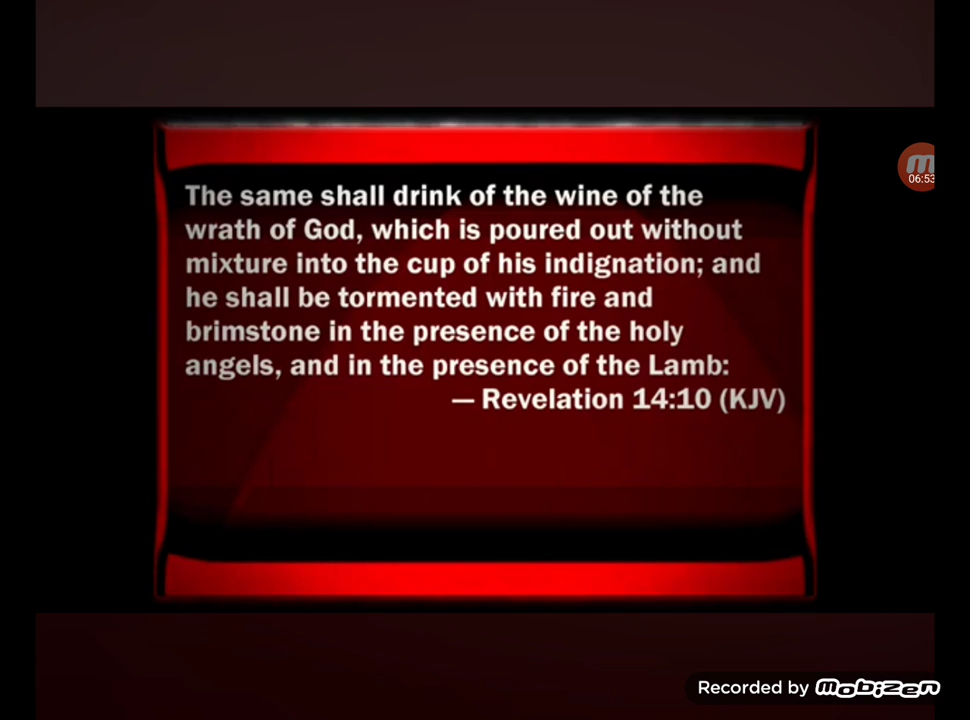 The same shall drink of the wine of the
wrath of God, which is poured out without
mixture into the cup of his indignation; and
he shall be tormented with fire and
brimstone in the presence of the holy
angels, and in the presence of the Lamb:
— Revelation 14:10 (KJV)
m
06:53
Recorded by mobizen